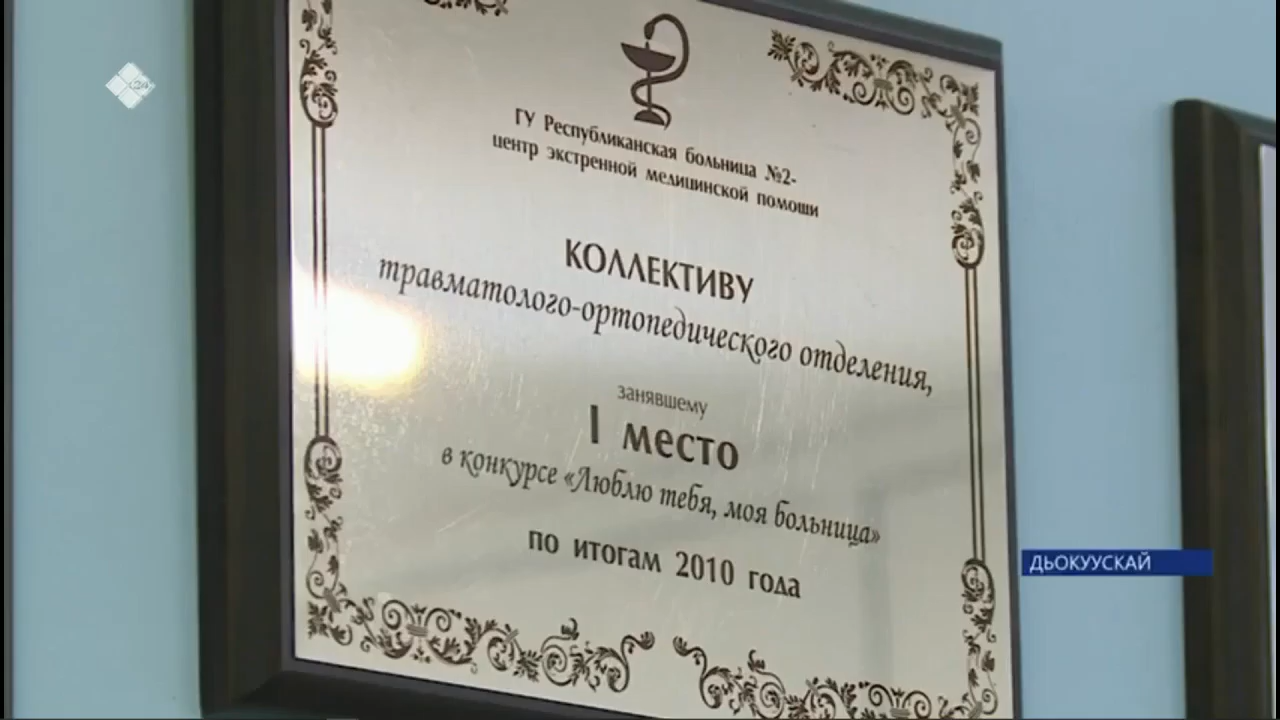 24
ГУ Республиканская больница №2-
центр экстренной медицинской помощи
КОЛЛЕКТИВУ
травматолого-ортопедического отделения,
занявшему
I место
в конкурсе «Люблю тебя, моя больница»
по итогам 2010 года
ДЬОКУУСКАЙ